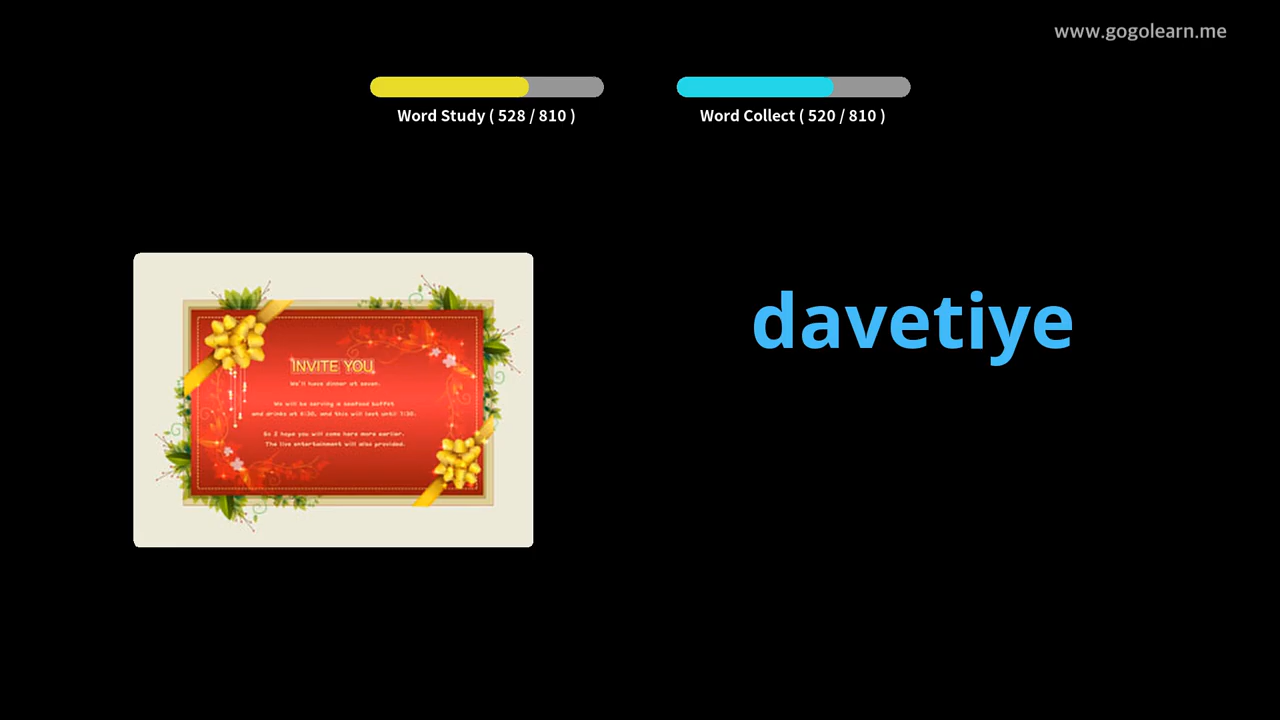 www.gogolearn.me
Word Study ( 528 / 810 )
Word Collect ( 520 / 810 )
davetiye
INVITE YOU
We'll have dinner at seven.
We will be serving a seafood buffet
and drinks at 6:30, and this will last until 7:30.
So I hope you will come here more earlier.
The live entertainment will also provided.